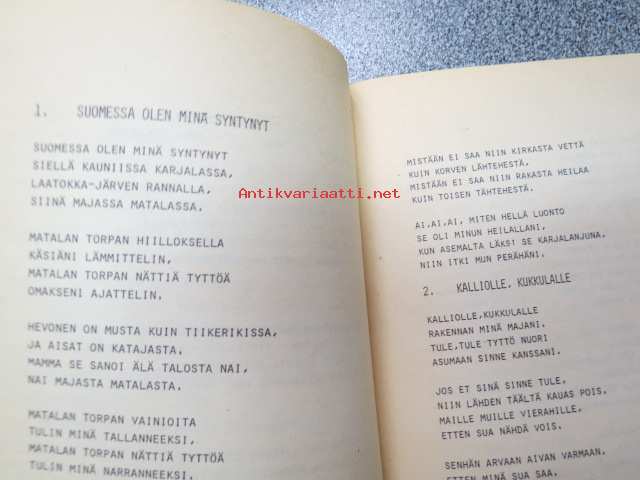 1. SUOMESSA OLEN MINÄ SYNTYNYT
SUOMESSA OLEN MINÄ SYNTYNYT
SIELLÄ KAUNIISSA KARJALASSA,
LAATOKKA-JÄRVEN RANNALLA,
SIINÄ MAJASSA MATALASSA.
MATALAN TORPAN HIILLOKSELLA
KÄSIÄNI LÄMMITTELIN.
MATALAN TORPAN NÄTTIÄ TYTTÖÄ
OMAKSENI AJATTELIN.
HEVONEN ON MUSTA KUIN TIIKERIKISSA,
JA AISAT ON KATAJASTA.
MAMMA SE SANOI ÄLÄ TALOSTA NAI,
NAI MAJASTA MATALASTA.
MATALAN TORPAN VAINIOITA
TULIN MINÄ TALLANNEEKSI,
MATALAN TORPAN NÄTTIÄ TYTTÖÄ
TULIN MINÄ NARRANNEEKSI.
MISTÄÄN EI SAA NIIN KIRKASTA VETTÄ
KUIN KORVEN LÄHTEHESTÄ.
MISTÄÄN EI SAA NIIN RAKASTA HEILAA
KUIN TOISEN TÄHTEHESTÄ.
AI,AI,AI, MITEN HELLÄ LUONTO
SE OLI MINUN HEILALLANI,
KUN ASEMALTA LÄKSI SE KARJALANJUNA,
NIIN ITKI MUN PERÄHÄNI.
2. KALLIOLLE, KUKKULALLE
KALLIOLLE,KUKKULALLE
RAKENNAN MINÄ MAJANI,
TULE,TULE TYTTÖ NUORI
ASUMAAN SINNE KANSSANI.
JOS ET SINÄ SINNE TULE,
NIIN LÄHDEN TÄÄLTÄ KAUAS POIS,
MAILLE MUILLE VIERAHILLE,
ETTEN SUA NÄHDÄ VOIS.
SENHÄN ARVAAN AIVAN VARMAAN,
ETTEN MINÄ SUA SAA,
Antikvariaatti.net